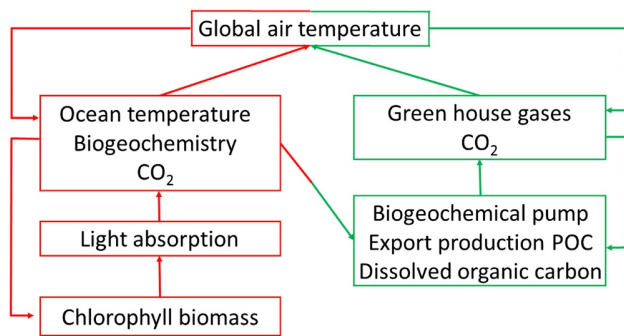 Global air temperature
Ocean temperature
Biogeochemistry
CO₂
Light absorption
Chlorophyll biomass
Green house gases
CO₂
Biogeochemical pump
Export production POC
Dissolved organic carbon